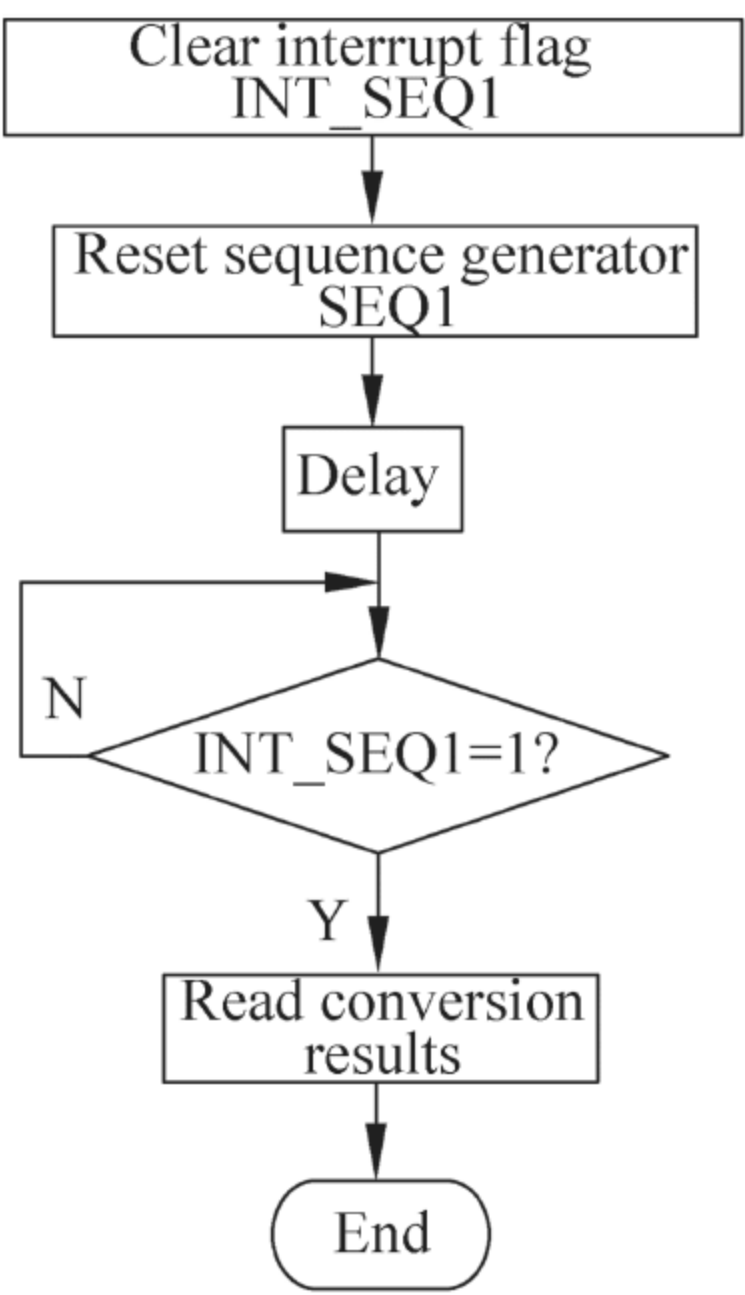 Clear interrupt flag
INT_SEQ1
Reset sequence generator
SEQ1
Delay
N
INT_SEQ1=1?
Y
Read conversion
results
End